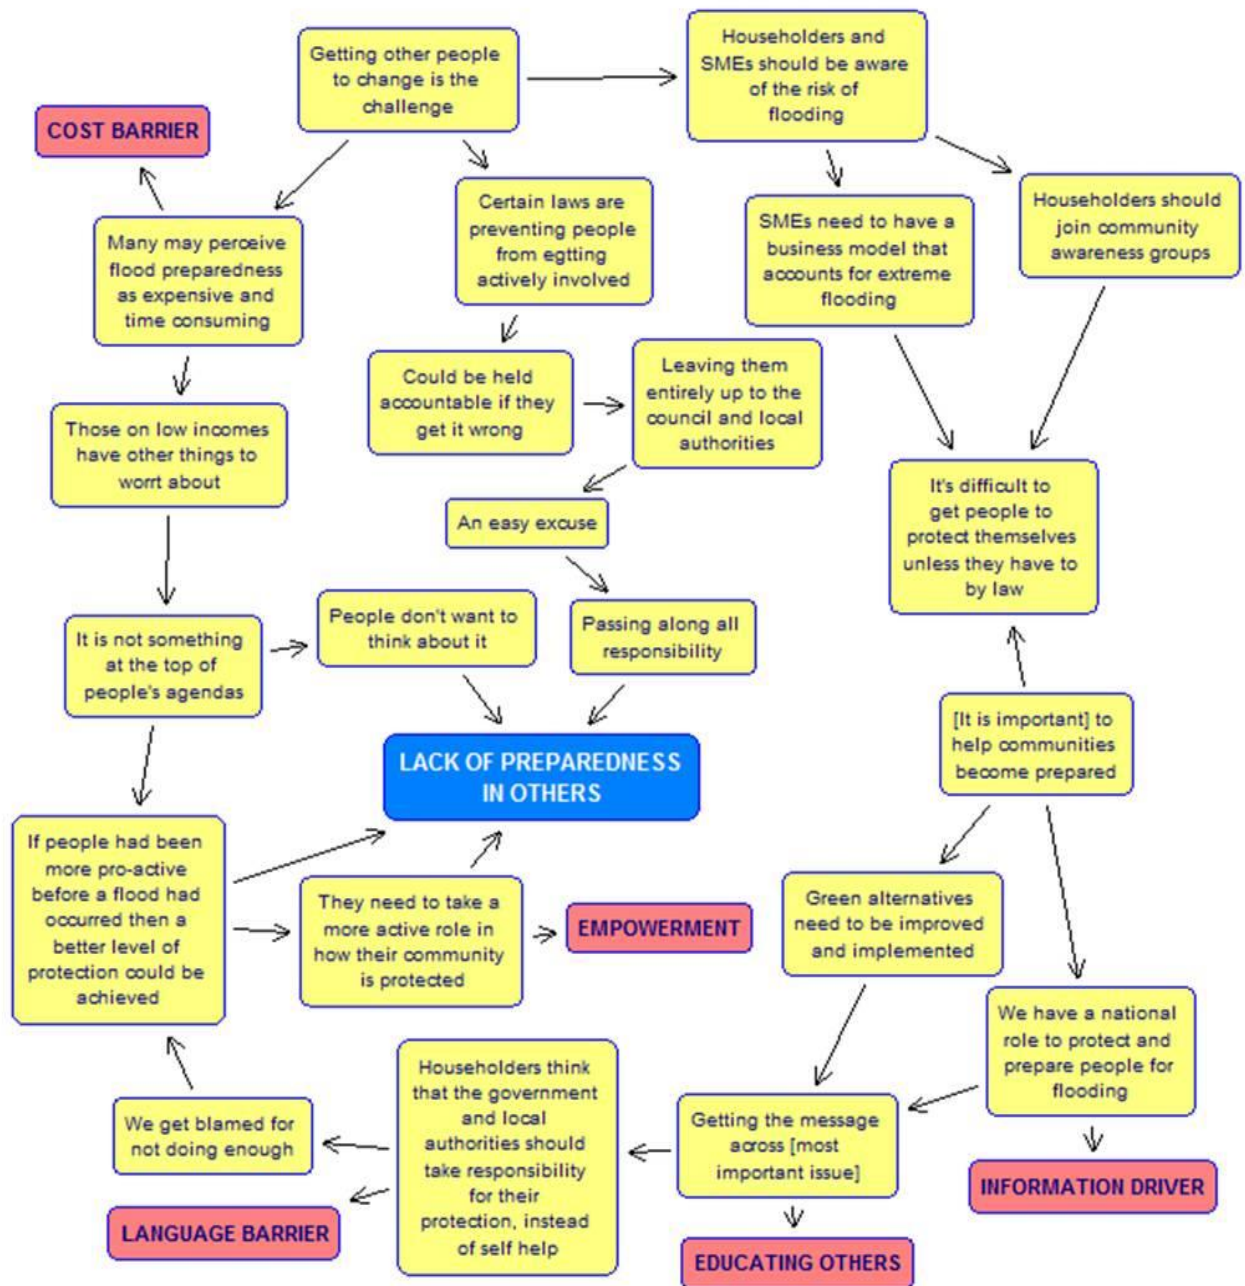 Getting other people
to change is the
challenge
Householders and
SMEs should be aware
of the risk of
flooding
COST BARRIER
Many may perceive
flood preparedness
as expensive and
time consuming
Certain laws are
preventing people
from egtting
actively involved
SMEs need to have a
business model that
accounts for extreme
flooding
Householders should
join community
awareness groups
Those on low incomes
have other things to
worrt about
Could be held
accountable if they
get it wrong
Leaving them
entirely up to the
council and local
authorities
An easy excuse
It's difficult to
get people to
protect themselves
unless they have to
by law
It is not something
at the top of
people's agendas
People don't want to
think about it
Passing along all
responsibility
LACK OF PREPAREDNESS
IN OTHERS
[It is important] to
help communities
become prepared
If people had been
more pro-active
before a flood had
occurred then a
better level of
protection could be
achieved
They need to take a
more active role in
how their community
is protected
EMPOWERMENT
Green alternatives
need to be improved
and implemented
We have a national
role to protect and
prepare people for
flooding
We get blamed for
not doing enough
Householders think
that the government
and local
authorities should
take responsibility
for their
protection, instead
of self help
Getting the message
across [most
important issue]
INFORMATION DRIVER
LANGUAGE BARRIER
EDUCATING OTHERS